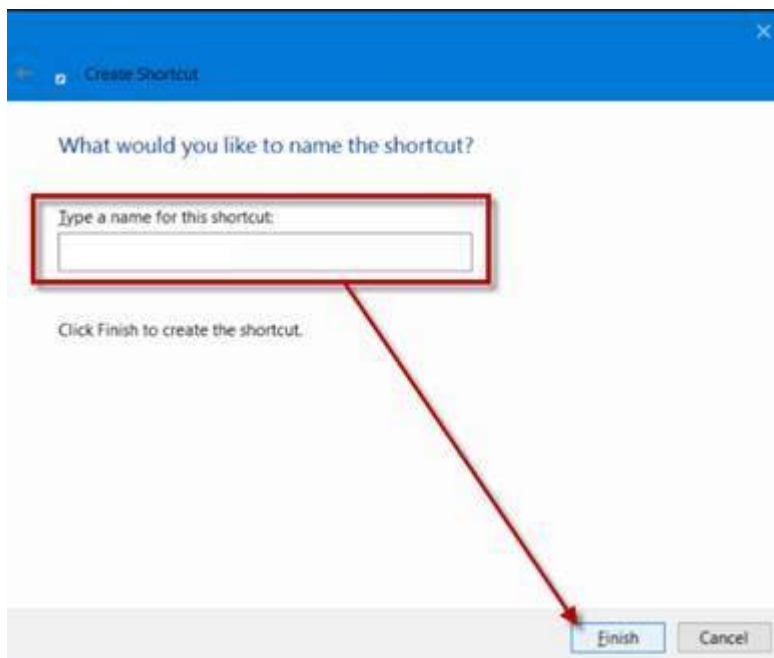 Create Shortcut
What would you like to name the shortcut?
Type a name for this shortcut:
Click Finish to create the shortcut.
Finish Cancel